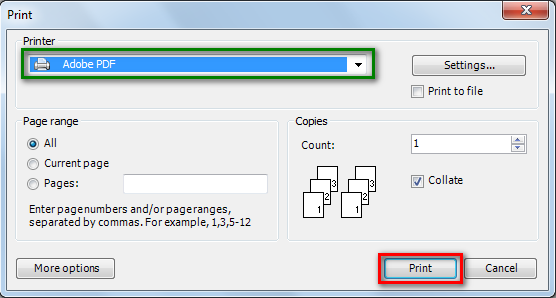 Print
Printer
Adobe PDF
Settings...
Print to file
Page range
All
Current page
Pages:
Enter pagenumbers and/or pageranges,
separated by commas. For example, 1,3,5-12
Copies
Count:
1
1 2 3 1 2 3
Collate
More options
Print
Cancel